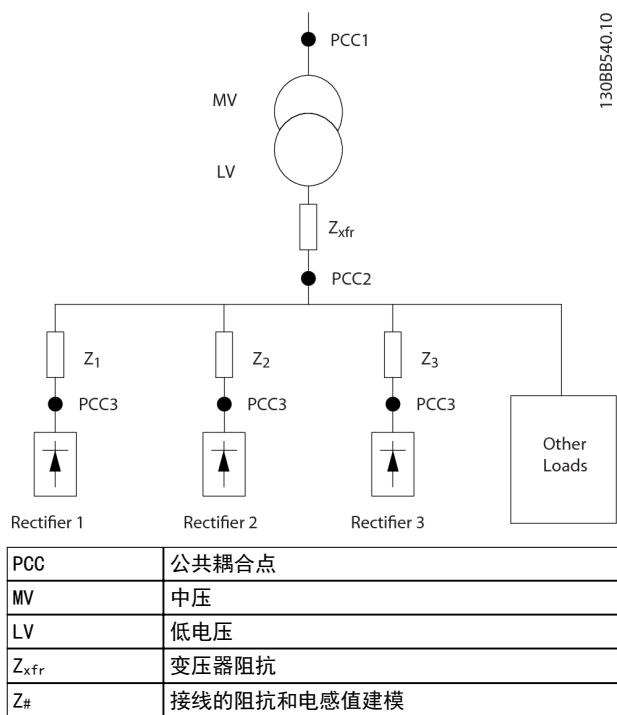 PCC1
130BB540.10
MV
LV
Zxfr
PCC2
Z1 Z2 Z3
PCC3 PCC3 PCC3
Other
Loads
Rectifier 1 Rectifier 2 Rectifier 3
PCC 公共耦合点
MV 中压
LV 低电压
Zxfr 变压器阻抗
Z# 接线的阻抗和电感值建模